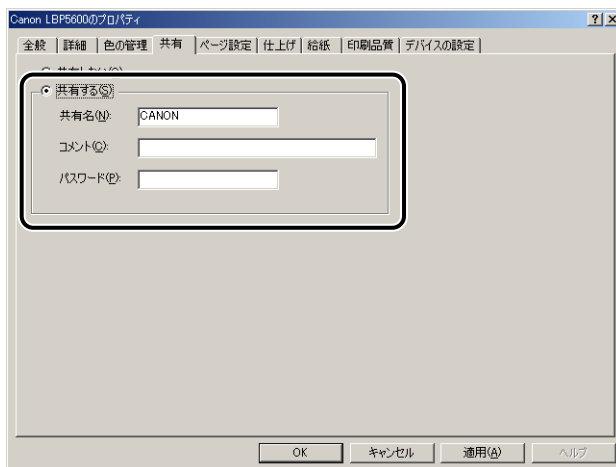 Canon LBP5600のプロパティ
全般 詳細 色の管理 共有 ページ設定 仕上げ 給紙 印刷品質 デバイスの設定
共有する(S)
共有名(N): CANON
コメント(C):
パスワード(P):
OK キャンセル 適用(A) ヘルプ